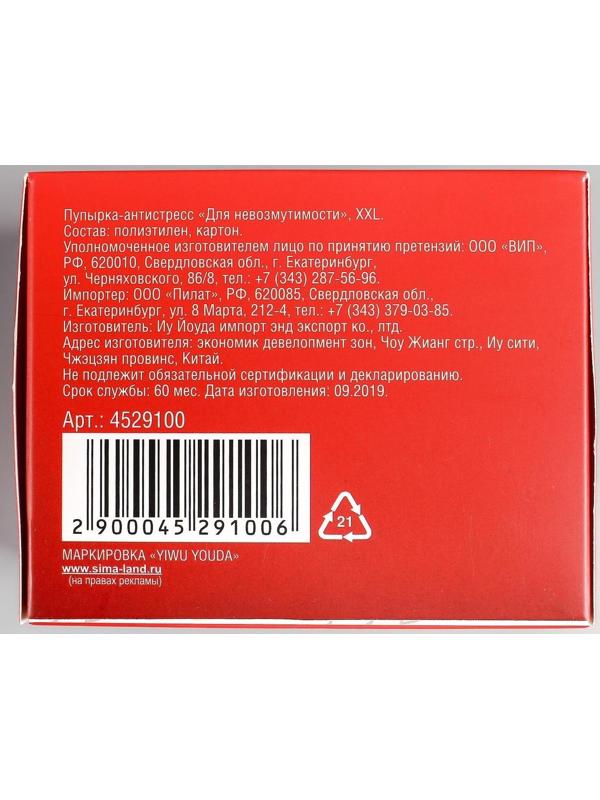 Пупырка-антистресс «Для невозмутимости», XXL.
Состав: полиэтилен, картон.
Уполномоченное изготовителем лицо по принятию претензий: ООО «ВИП»,
РФ, 620010, Свердловская обл., г. Екатеринбург,
ул. Черняховского, 86/8, тел.: +7 (343) 287-56-96.
Импортер: ООО «Пилат», РФ, 620085, Свердловская обл.,
г. Екатеринбург, ул. 8 Марта, 212-4, тел.: +7 (343) 379-03-85.
Изготовитель: Иу Йоуда импорт энд экспорт ко., лтд.
Адрес изготовителя: экономик девелопмент зон, Чоу Жианг стр., Иу сити,
Чжэцзян провинс, Китай.
Не подлежит обязательной сертификации и декларированию.
Срок службы: 60 мес. Дата изготовления: 09.2019.
Арт.: 4529100
2 900045 291006
21
МАРКИРОВКА «YIWU YOUDA»
www.sima-land.ru
(на правах рекламы)